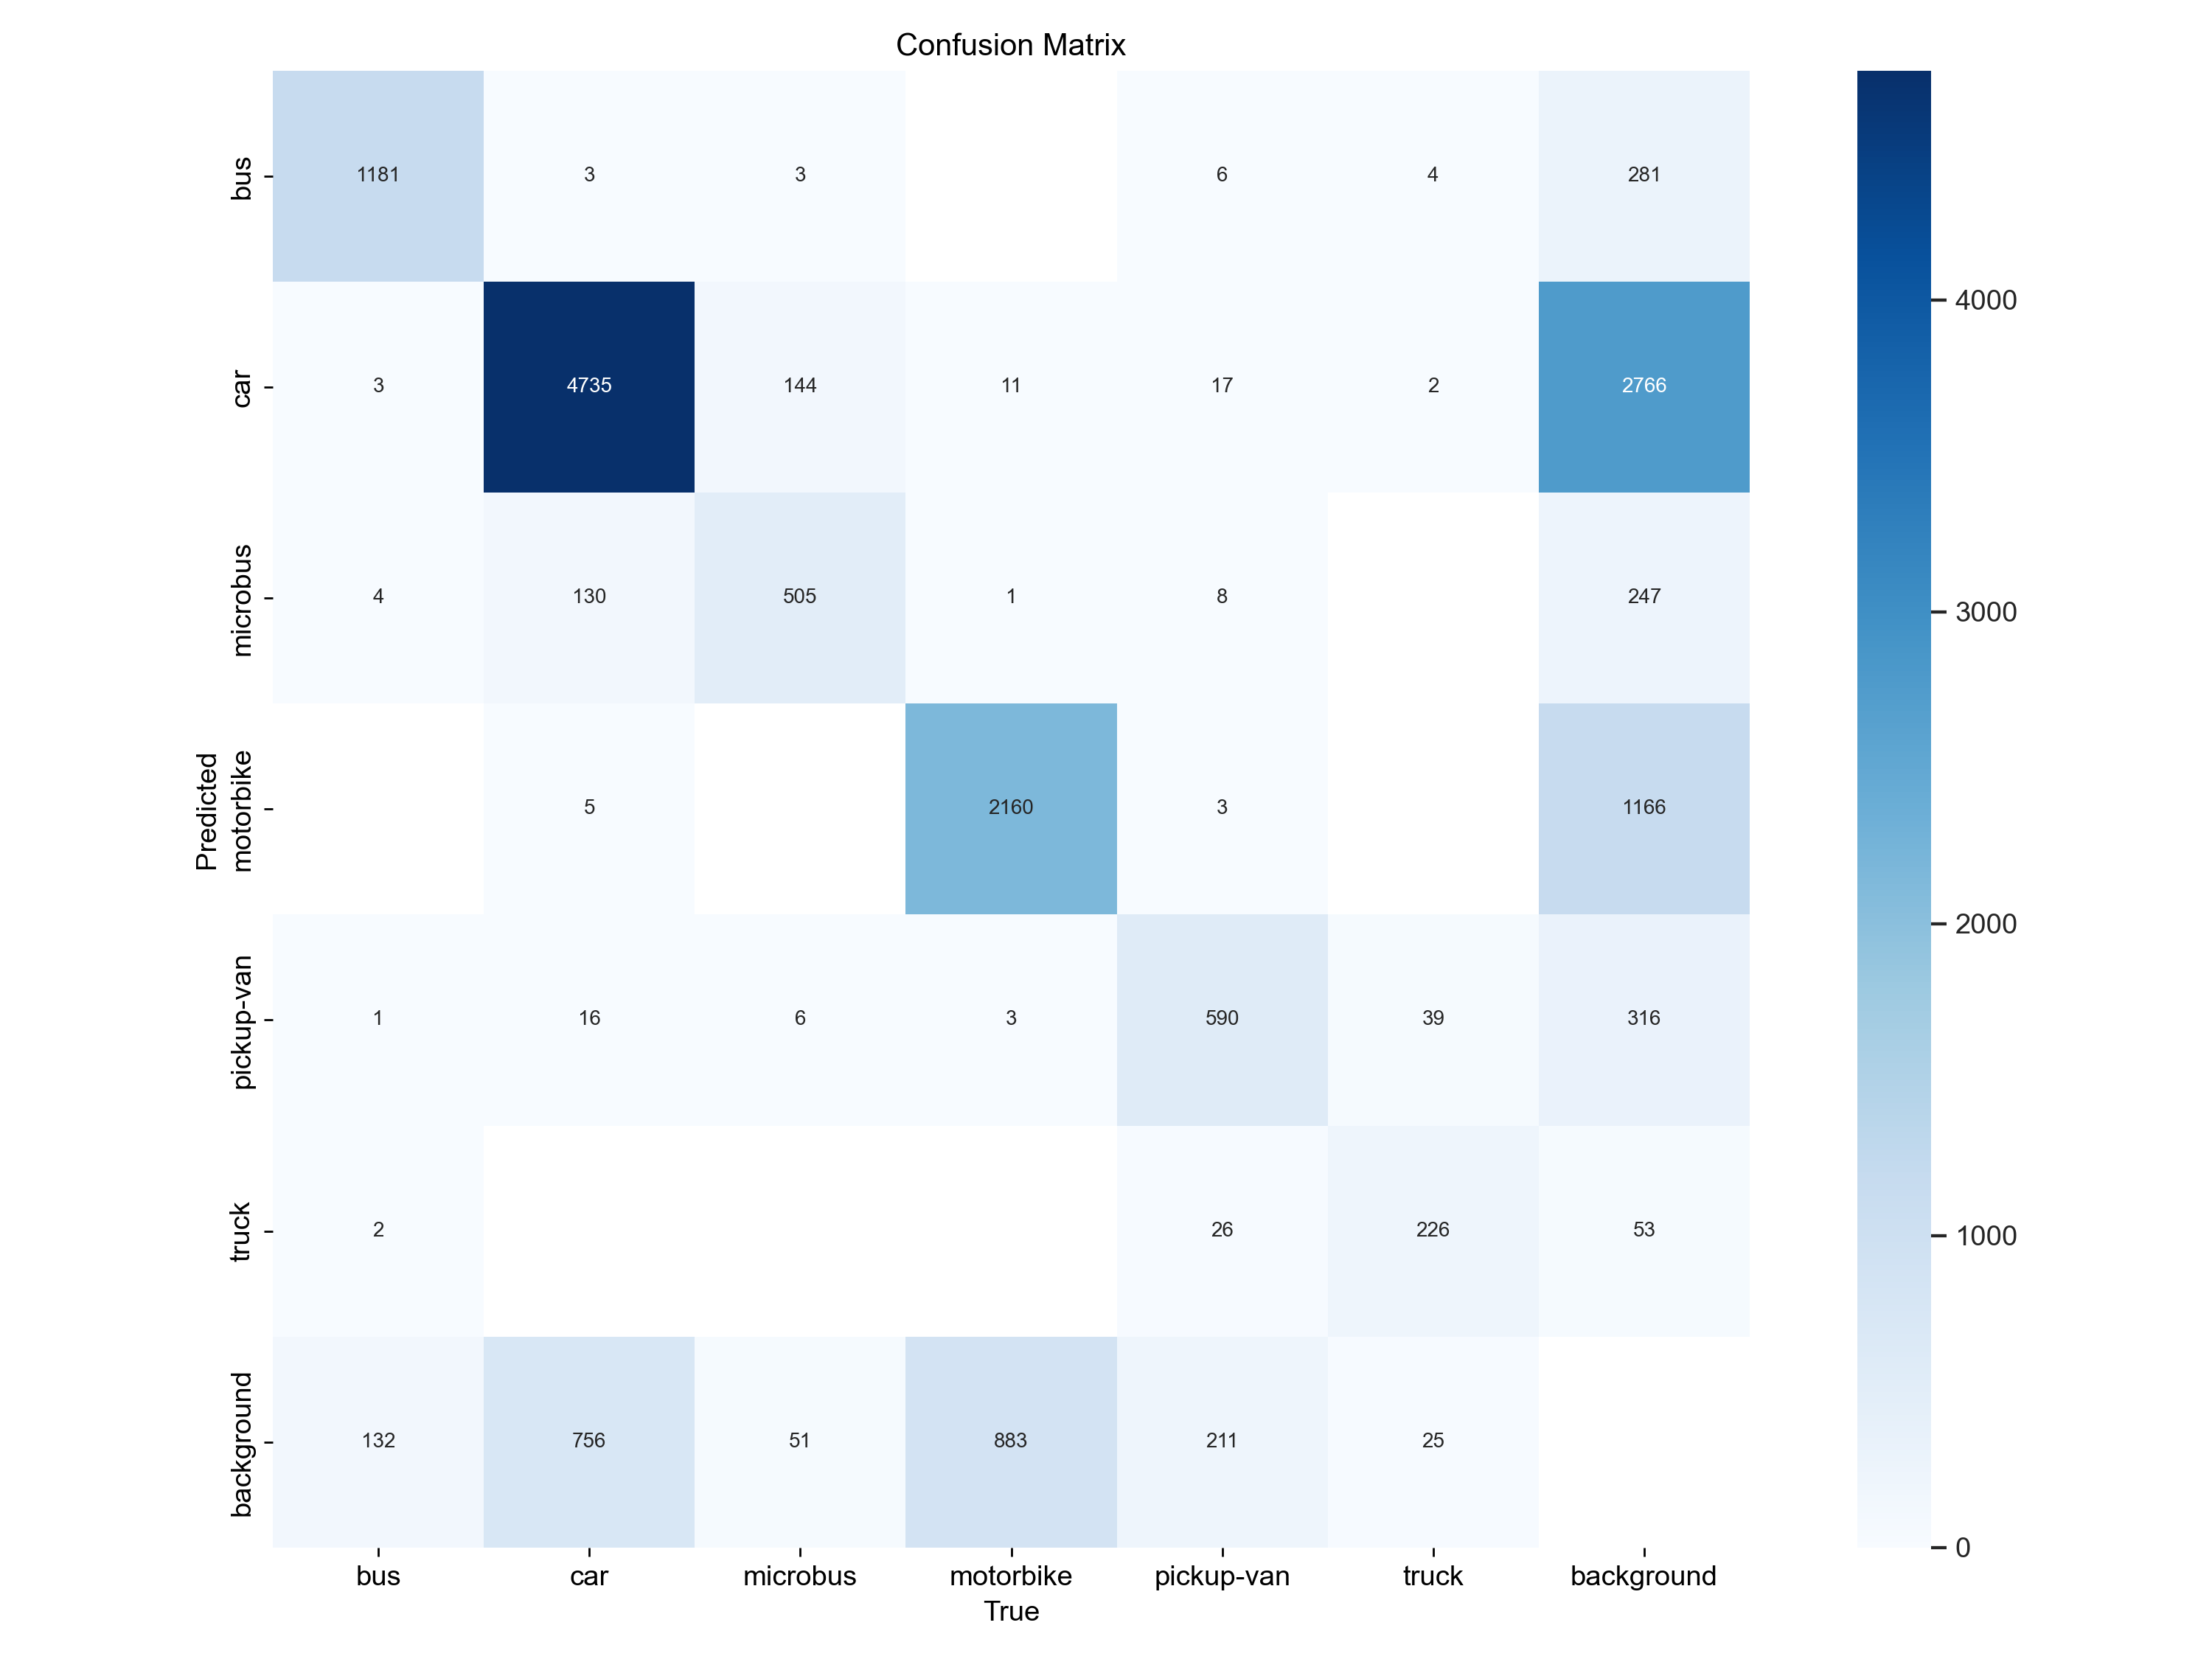 Confusion Matrix
bus 1181 3 3 6 4 281
car 3 4735 144 11 17 2 2766
microbus 4 130 505 1 8 247
motorbike 5 2160 3 1166
pickup-van 1 16 6 3 590 39 316
truck 2 26 226 53
background 132 756 51 883 211 25
bus car microbus motorbike pickup-van truck background
True
Predicted
4000
3000
2000
1000
0